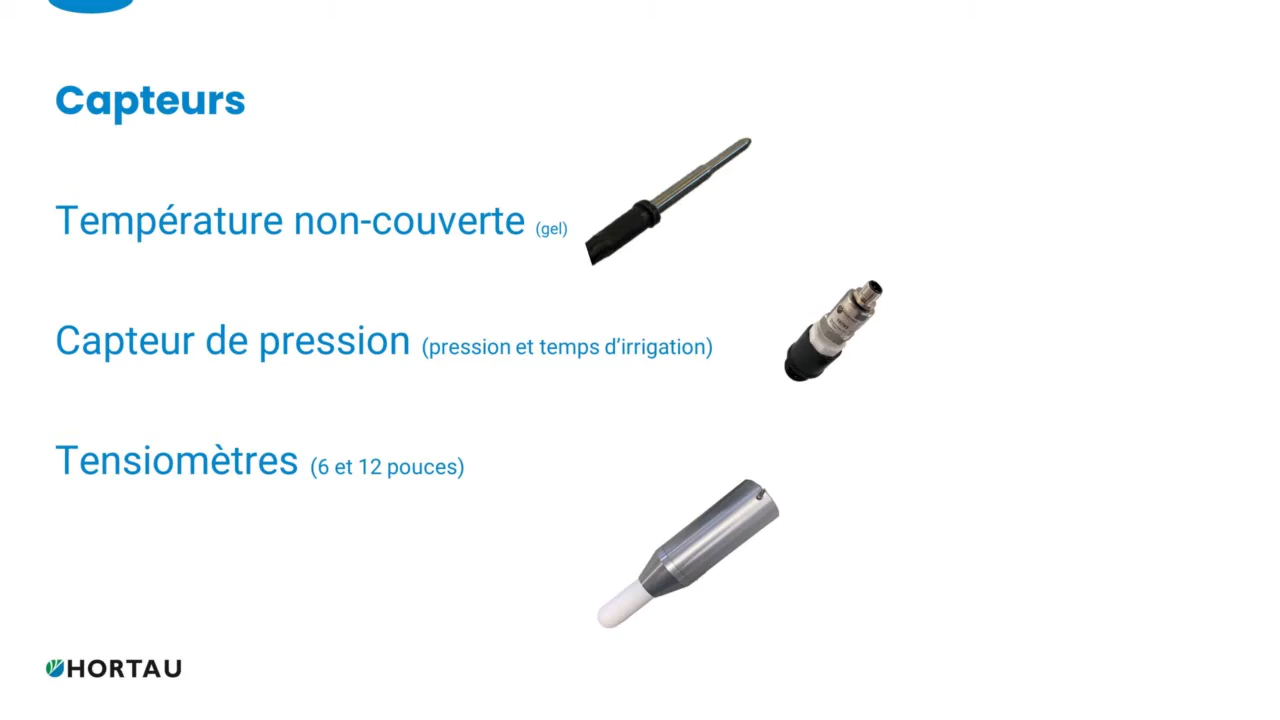 Capteurs
Température non-couverte (gel)
Capteur de pression (pression et temps d’irrigation)
Tensiomètres (6 et 12 pouces)
HORTAU